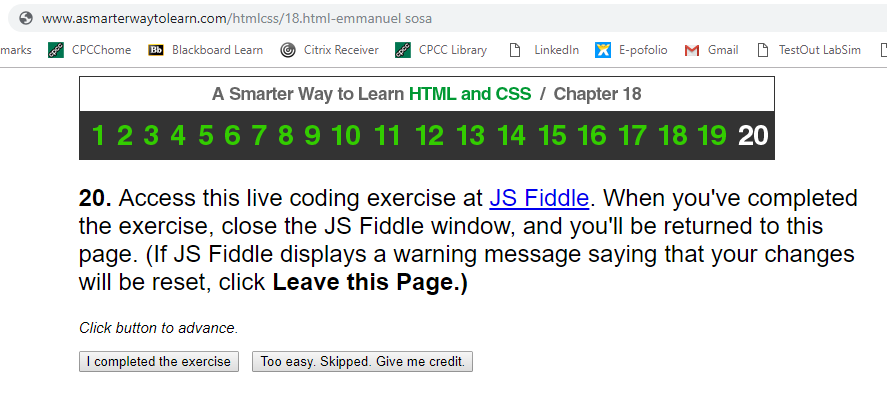 www.asmarterwaytolearn.com/htmlcss/18.html-emmanuel sosa
marks CPCChome Bb Blackboard Learn Citrix Receiver CPCC Library LinkedIn E-pofolio Gmail TestOut LabSim
A Smarter Way to Learn HTML and CSS / Chapter 18
1 2 3 4 5 6 7 8 9 10 11 12 13 14 15 16 17 18 19 20
20. Access this live coding exercise at JS Fiddle. When you've completed
the exercise, close the JS Fiddle window, and you'll be returned to this
page. (If JS Fiddle displays a warning message saying that your changes
will be reset, click Leave this Page.)
Click button to advance.
I completed the exercise Too easy. Skipped. Give me credit.